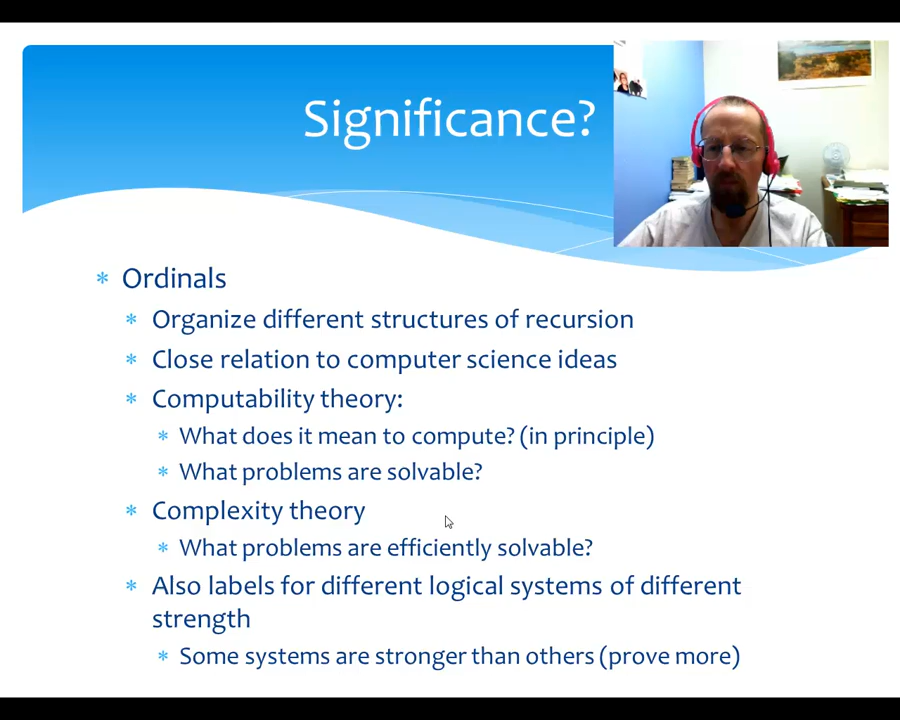 Significance?
* Ordinals
* Organize different structures of recursion
* Close relation to computer science ideas
* Computability theory:
* What does it mean to compute? (in principle)
* What problems are solvable?
* Complexity theory
* What problems are efficiently solvable?
* Also labels for different logical systems of different
strength
* Some systems are stronger than others (prove more)